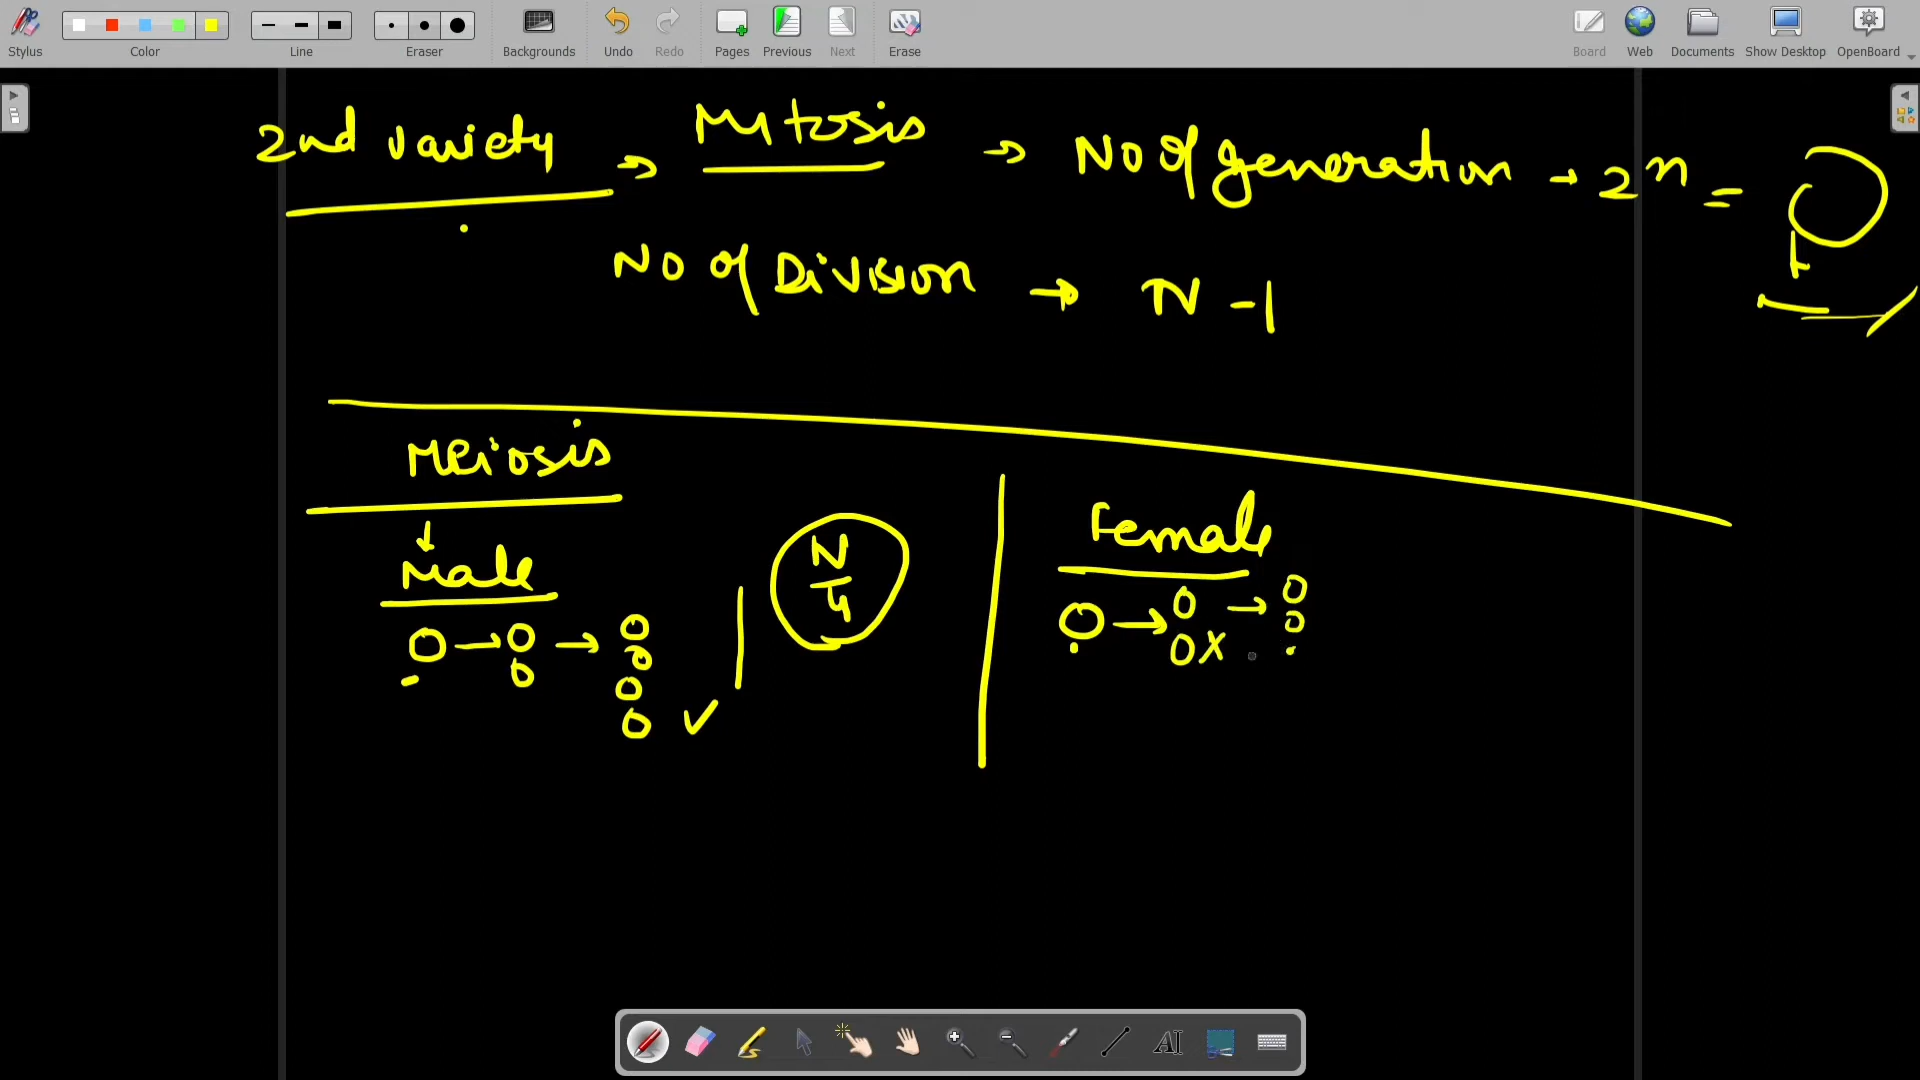 Stylus Color Line Eraser Backgrounds Undo Redo Pages Previous Next Erase Board Web Documents Show Desktop OpenBoard
2nd variety → Mitosis → No of generation → 2^n =
No of Division → N - 1
Meiosis
Male
N/4
Female
X